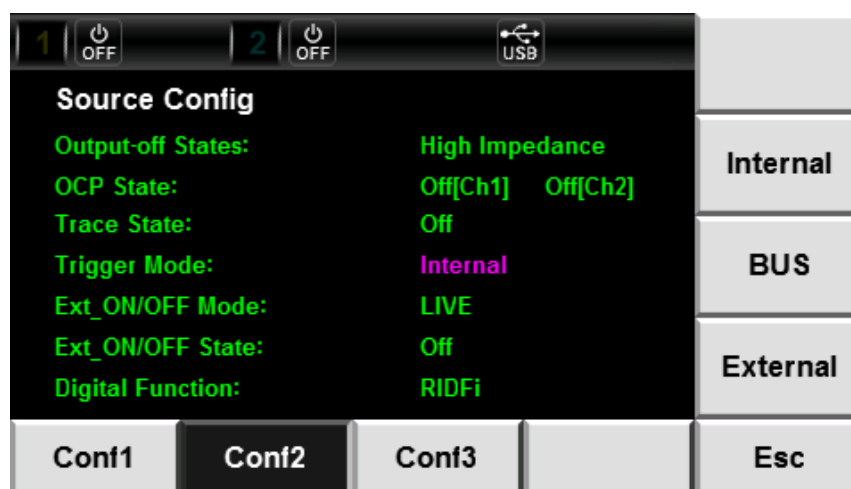 1 OFF 2 OFF USB
Source Config
Output-off States: High Impedance
OCP State: Off[Ch1] Off[Ch2]
Trace State: Off
Trigger Mode: Internal
Ext_ON/OFF Mode: LIVE
Ext_ON/OFF State: Off
Digital Function: RIDFi
Internal
BUS
External
Conf1 Conf2 Conf3 Esc